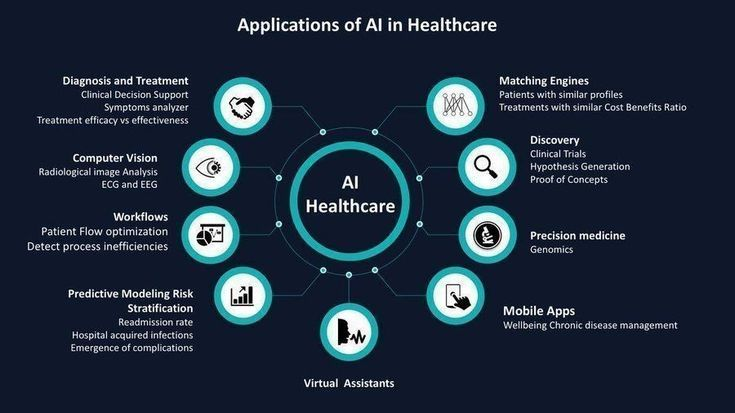 Applications of AI in Healthcare
Diagnosis and Treatment
Clinical Decision Support
Symptoms analyzer
Treatment efficacy vs effectiveness
Computer Vision
Radiological image Analysis
ECG and EEG
Workflows
Patient Flow optimization
Detect process inefficiencies
Predictive Modeling Risk
Stratification
Readmission rate
Hospital acquired infections
Emergence of complications
AI
Healthcare
Virtual Assistants
Matching Engines
Patients with similar profiles
Treatments with similar Cost Benefits Ratio
Discovery
Clinical Trials
Hypothesis Generation
Proof of Concepts
Precision medicine
Genomics
Mobile Apps
Wellbeing Chronic disease management